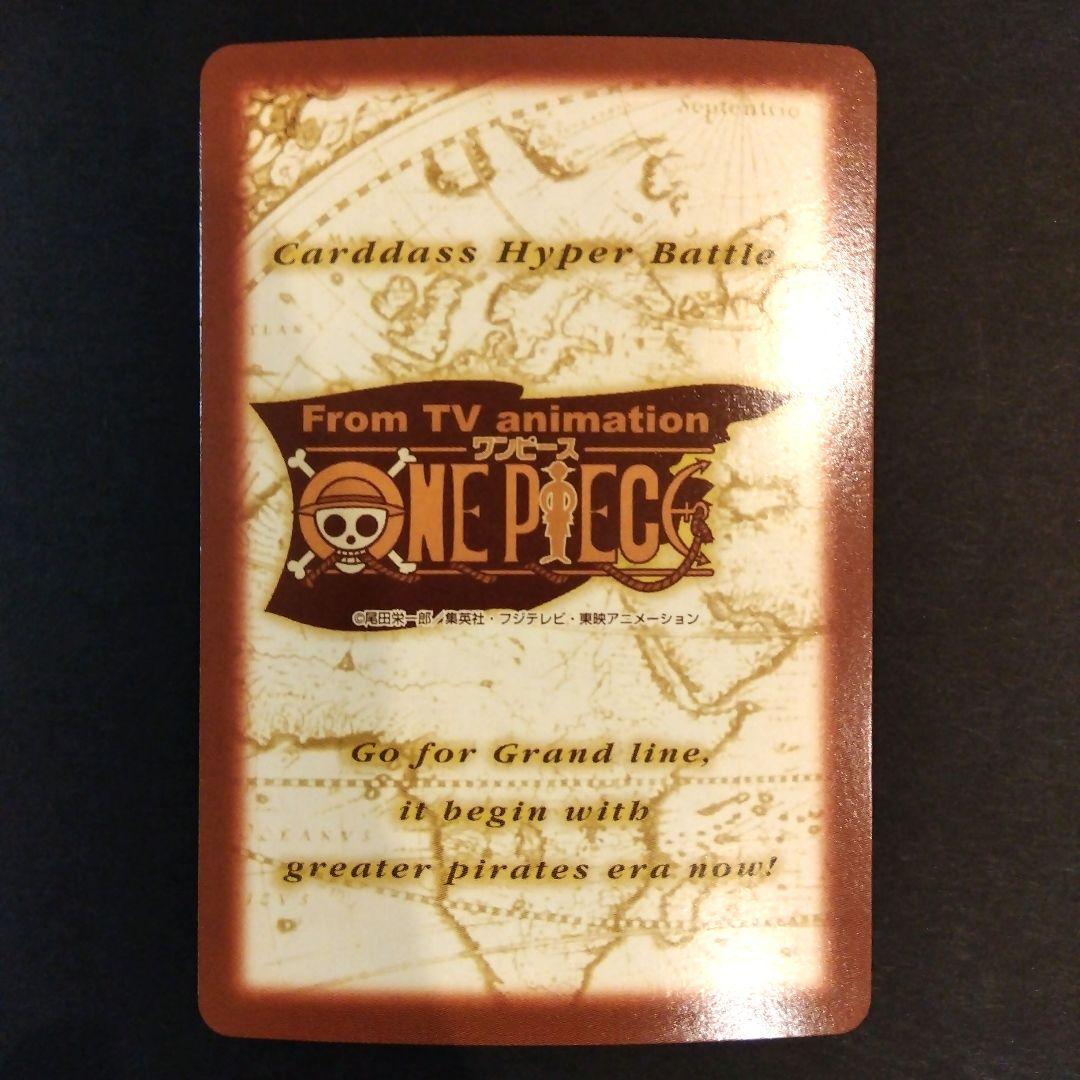 Septentrio
Carddass Hyper Battle
From TV animation
ワンピース
ONE PIECE
©尾田栄一郎／集英社・フジテレビ・東映アニメーション
Go for Grand line,
it begin with
greater pirates era now!